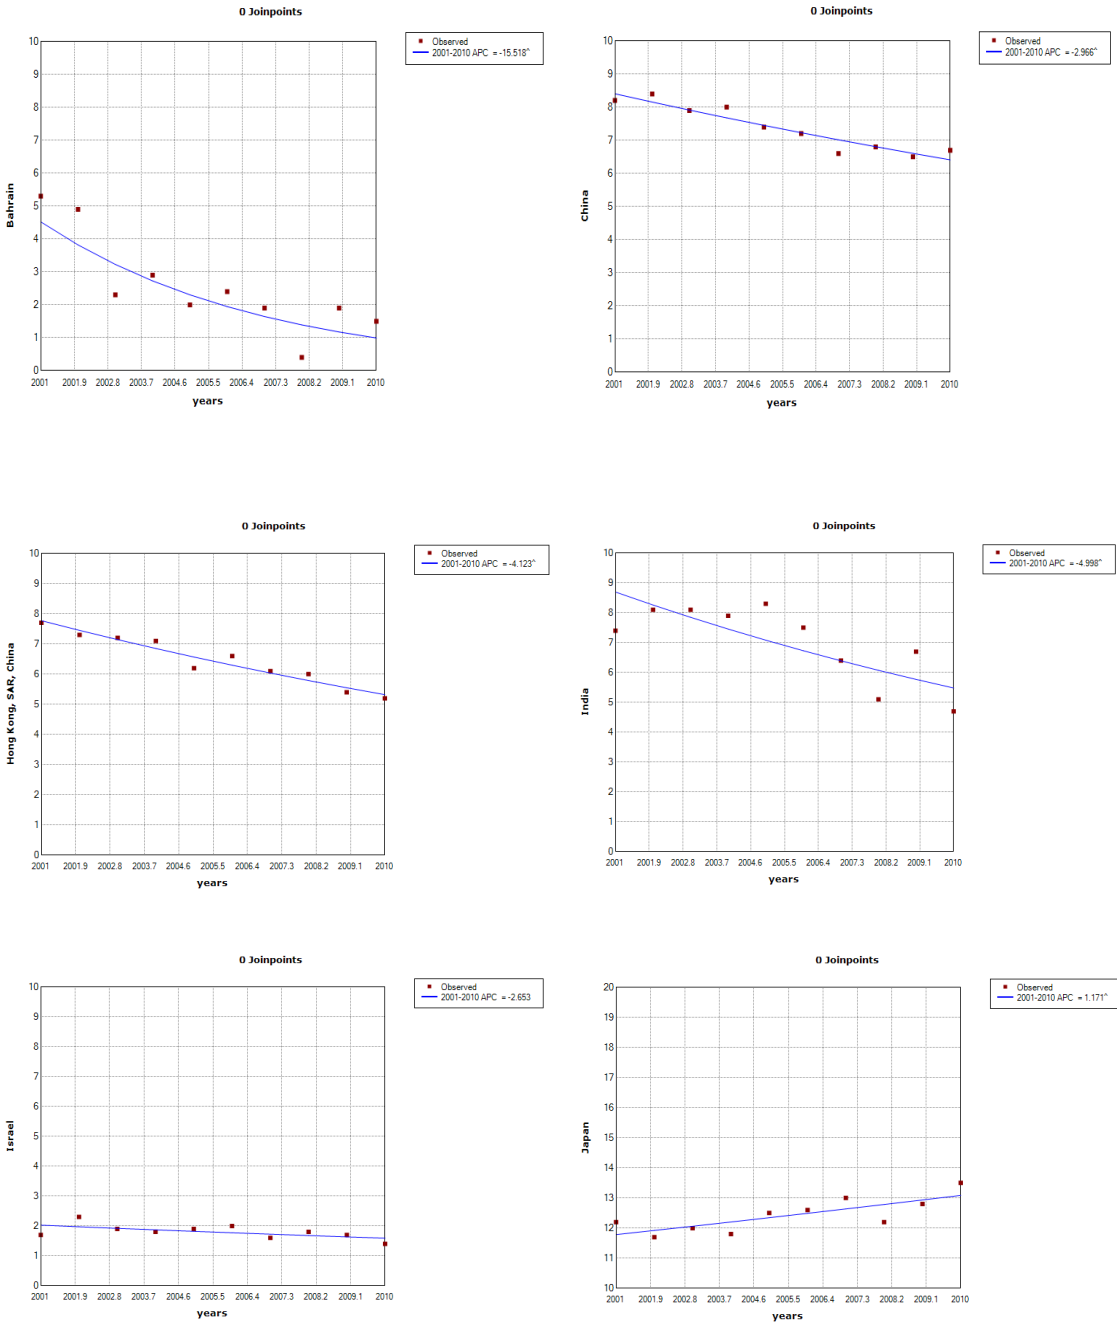 0 Joinpoints
10
9
8
7
6
5
4
3
2
1
0
Bahrain
2001 2001.9 2002.8 2003.7 2004.6 2005.5 2006.4 2007.3 2008.2 2009.1 2010
years
Observed
2001-2010 APC = -15.518^
0 Joinpoints
10
9
8
7
6
5
4
3
2
1
0
China
2001 2001.9 2002.8 2003.7 2004.6 2005.5 2006.4 2007.3 2008.2 2009.1 2010
years
Observed
2001-2010 APC = -2.966^
0 Joinpoints
10
9
8
7
6
5
4
3
2
1
0
Hong Kong, SAR, China
2001 2001.9 2002.8 2003.7 2004.6 2005.5 2006.4 2007.3 2008.2 2009.1 2010
years
Observed
2001-2010 APC = -4.123^
0 Joinpoints
10
9
8
7
6
5
4
3
2
1
0
India
2001 2001.9 2002.8 2003.7 2004.6 2005.5 2006.4 2007.3 2008.2 2009.1 2010
years
Observed
2001-2010 APC = -4.998^
0 Joinpoints
10
9
8
7
6
5
4
3
2
1
0
Israel
2001 2001.9 2002.8 2003.7 2004.6 2005.5 2006.4 2007.3 2008.2 2009.1 2010
years
Observed
2001-2010 APC = -2.653
0 Joinpoints
20
19
18
17
16
15
14
13
12
11
10
Japan
2001 2001.9 2002.8 2003.7 2004.6 2005.5 2006.4 2007.3 2008.2 2009.1 2010
years
Observed
2001-2010 APC = 1.171^